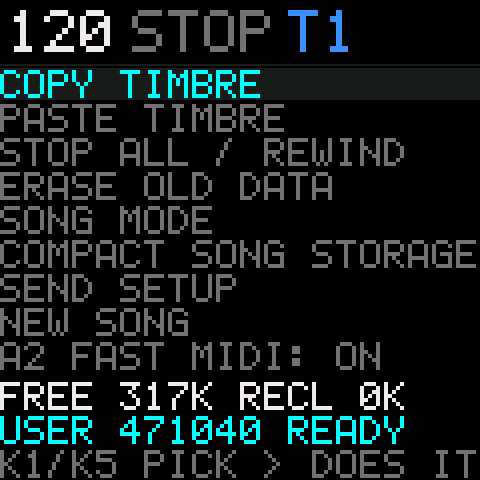 120 STOP T1
COPY TIMBRE
PASTE TIMBRE
STOP ALL / REWIND
ERASE OLD DATA
SONG MODE
COMPACT SONG STORAGE
SEND SETUP
NEW SONG
A2 FAST MIDI: ON
FREE 317K RECL 0K
USER 471040 READY
K1/K5 PICK > DOES IT